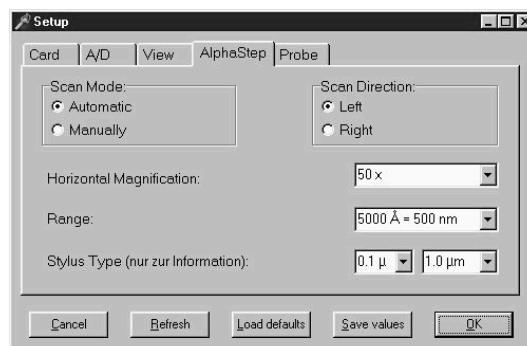 Setup
Card A/D View AlphaStep Probe
Scan Mode: Scan Direction:
Automatic Left
Manually Right
Horizontal Magnification: 50 x
Range: 5000 Å = 500 nm
Stylus Type (nur zur Information): 0.1 µ 1.0 µm
Cancel Refresh Load defaults Save values OK